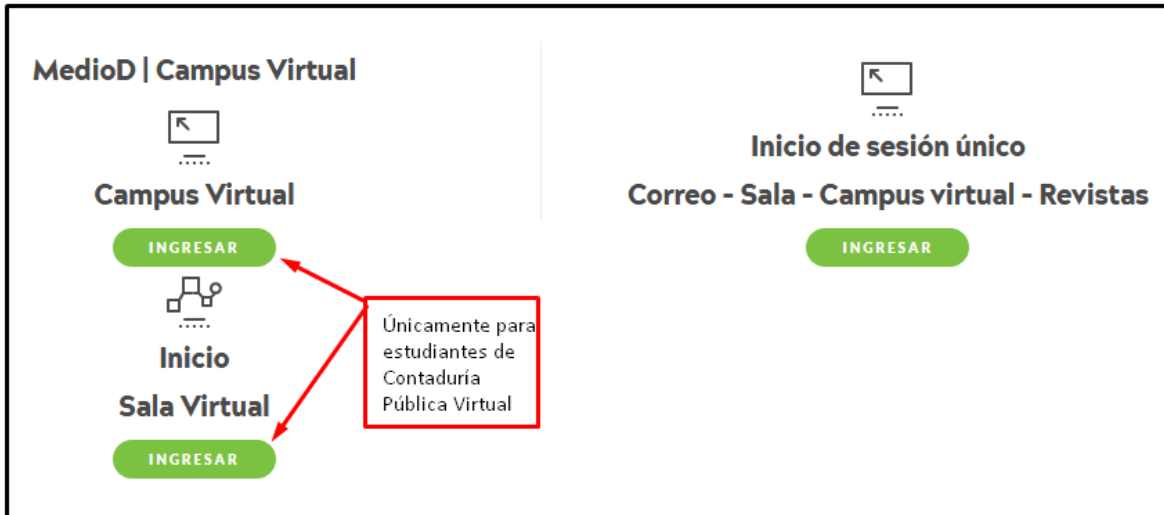 MedioD | Campus Virtual
Campus Virtual
INGRESAR
Inicio
Sala Virtual
INGRESAR
Únicamente para
estudiantes de
Contaduría
Pública Virtual
Inicio de sesión único
Correo - Sala - Campus virtual - Revistas
INGRESAR